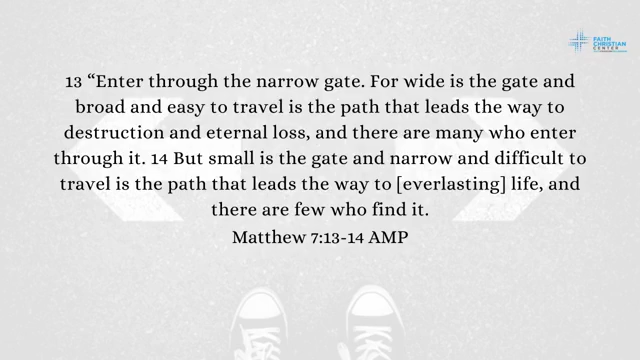 FAITH
CHRISTIAN
CENTER
13 “Enter through the narrow gate. For wide is the gate and
broad and easy to travel is the path that leads the way to
destruction and eternal loss, and there are many who enter
through it. 14 But small is the gate and narrow and difficult to
travel is the path that leads the way to [everlasting] life, and
there are few who find it.
Matthew 7:13-14 AMP